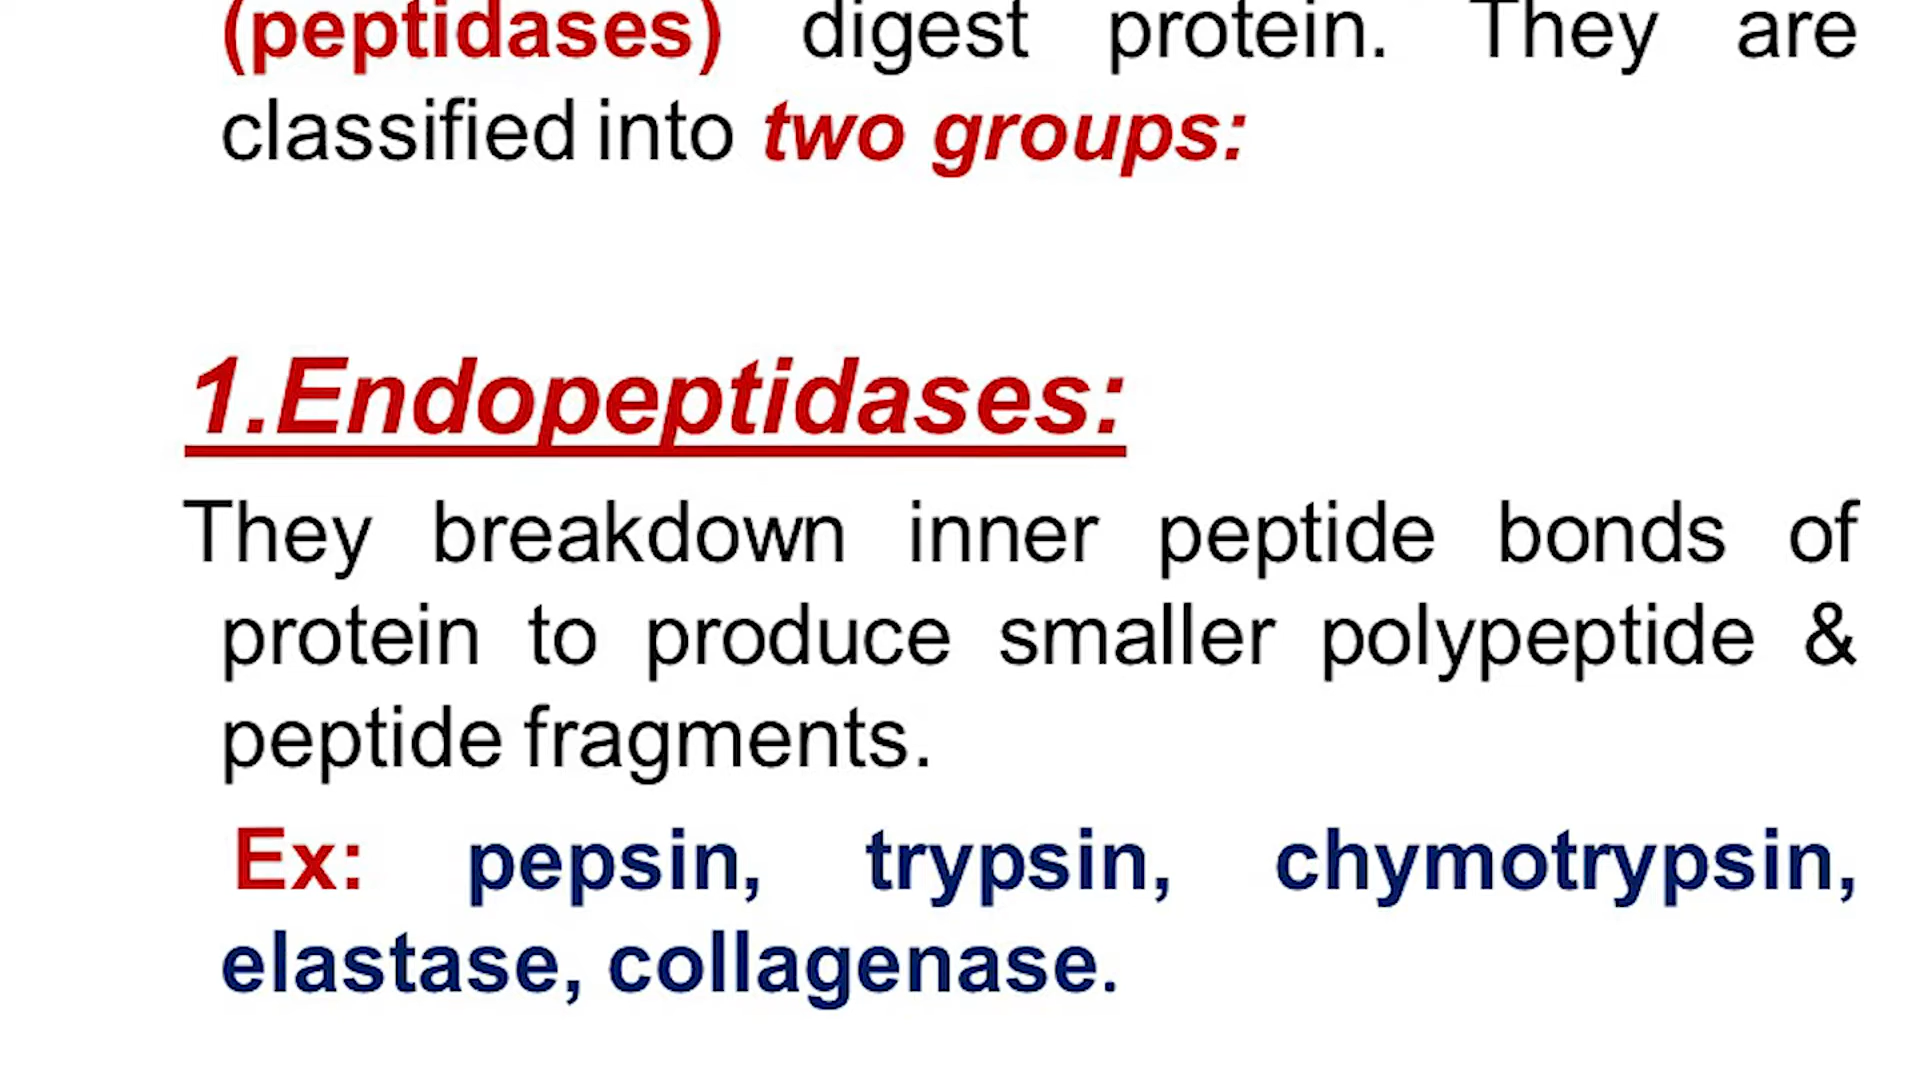 (peptidases) digest protein. They are
classified into two groups:
1.Endopeptidases:
They breakdown inner peptide bonds of
protein to produce smaller polypeptide &
peptide fragments.
Ex: pepsin, trypsin, chymotrypsin,
elastase, collagenase.